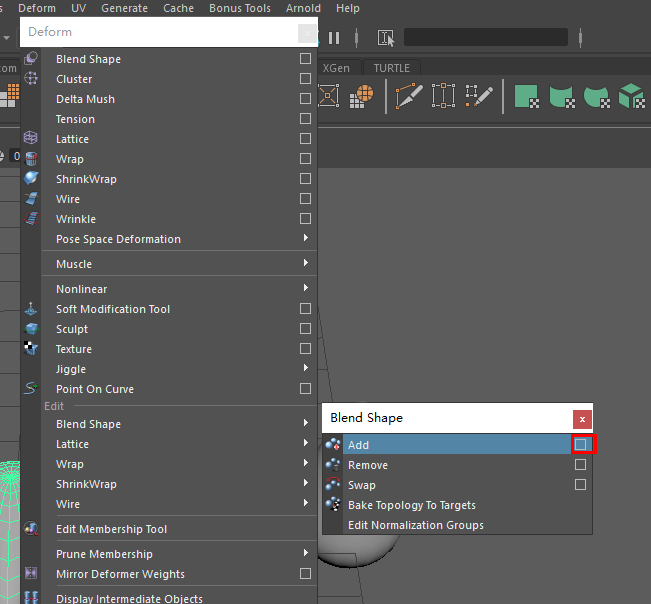 s Deform UV Generate Cache Bonus Tools Arnold Help
Deform
com XGen TURTLE
Blend Shape
Cluster
Delta Mush
Tension
Lattice
0
Wrap
ShrinkWrap
Wire
Wrinkle
Pose Space Deformation
Muscle
Nonlinear
Soft Modification Tool
Sculpt
Texture
Jiggle
Point On Curve
Edit
Blend Shape
Lattice
Wrap
ShrinkWrap
Wire
Edit Membership Tool
Prune Membership
Mirror Deformer Weights
Display Intermediate Objects
Blend Shape x
Add
Remove
Swap
Bake Topology To Targets
Edit Normalization Groups